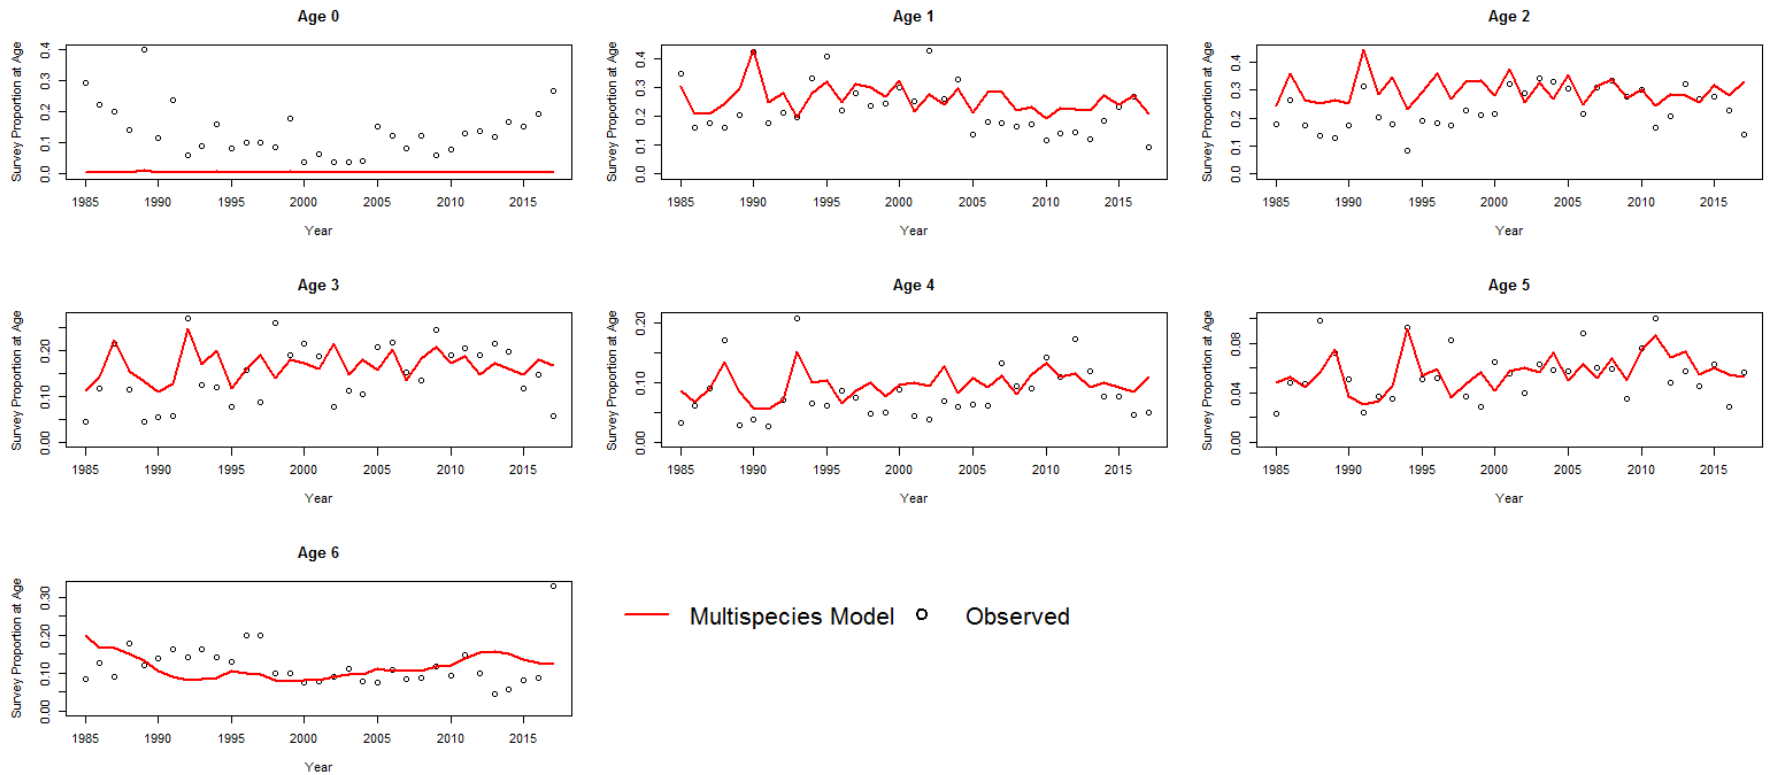 Age 0
Age 1
Age 2
Survey Proportion at Age
0.0 0.1 0.2 0.3 0.4
1985 1990 1995 2000 2005 2010 2015
Year
Survey Proportion at Age
0.0 0.1 0.2 0.3 0.4
1985 1990 1995 2000 2005 2010 2015
Year
Survey Proportion at Age
0.0 0.1 0.2 0.3 0.4
1985 1990 1995 2000 2005 2010 2015
Year
Age 3
Age 4
Age 5
Survey Proportion at Age
0.00 0.10 0.20
1985 1990 1995 2000 2005 2010 2015
Year
Survey Proportion at Age
0.00 0.10 0.20
1985 1990 1995 2000 2005 2010 2015
Year
Survey Proportion at Age
0.00 0.04 0.08
1985 1990 1995 2000 2005 2010 2015
Year
Age 6
Survey Proportion at Age
0.00 0.10 0.20 0.30
1985 1990 1995 2000 2005 2010 2015
Year
Multispecies Model Observed